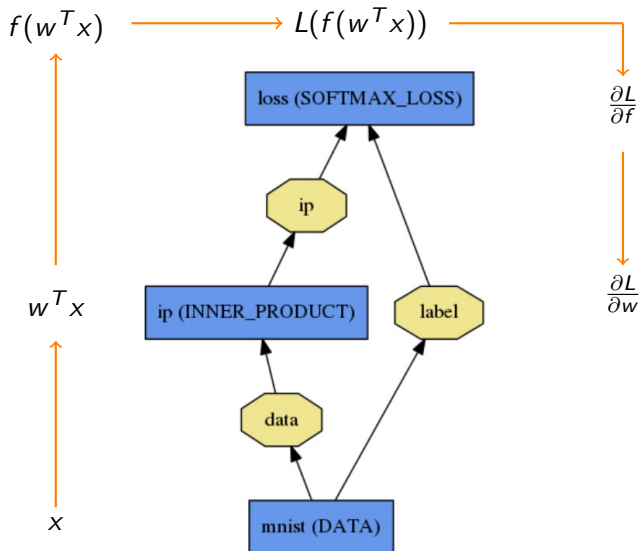 f(w^T x)
L(f(w^T x))
loss (SOFTMAX_LOSS)
∂L/∂f
ip
w^T x
ip (INNER_PRODUCT)
label
∂L/∂w
data
x
mnist (DATA)